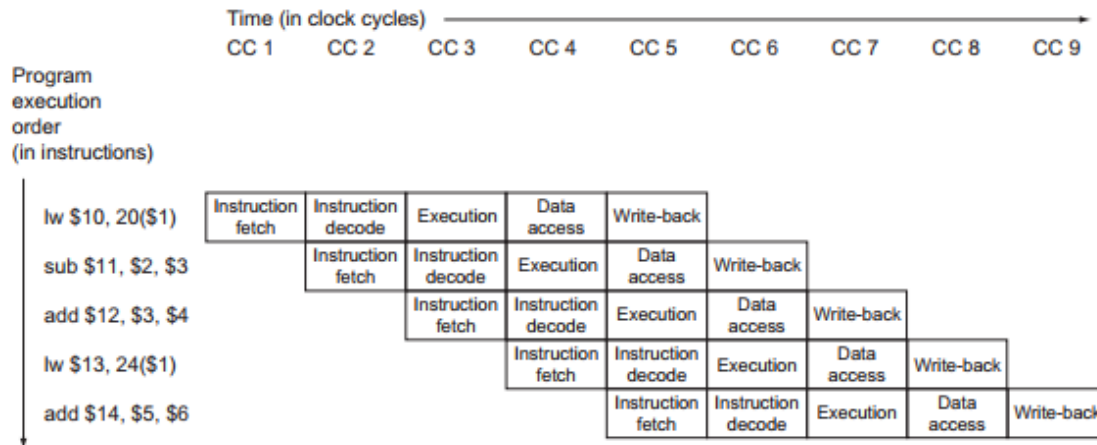 Time (in clock cycles)
CC 1 CC 2 CC 3 CC 4 CC 5 CC 6 CC 7 CC 8 CC 9
Program
execution
order
(in instructions)
lw $10, 20($1)
Instruction fetch
Instruction decode
Execution
Data access
Write-back
sub $11, $2, $3
Instruction fetch
Instruction decode
Execution
Data access
Write-back
add $12, $3, $4
Instruction fetch
Instruction decode
Execution
Data access
Write-back
lw $13, 24($1)
Instruction fetch
Instruction decode
Execution
Data access
Write-back
add $14, $5, $6
Instruction fetch
Instruction decode
Execution
Data access
Write-back